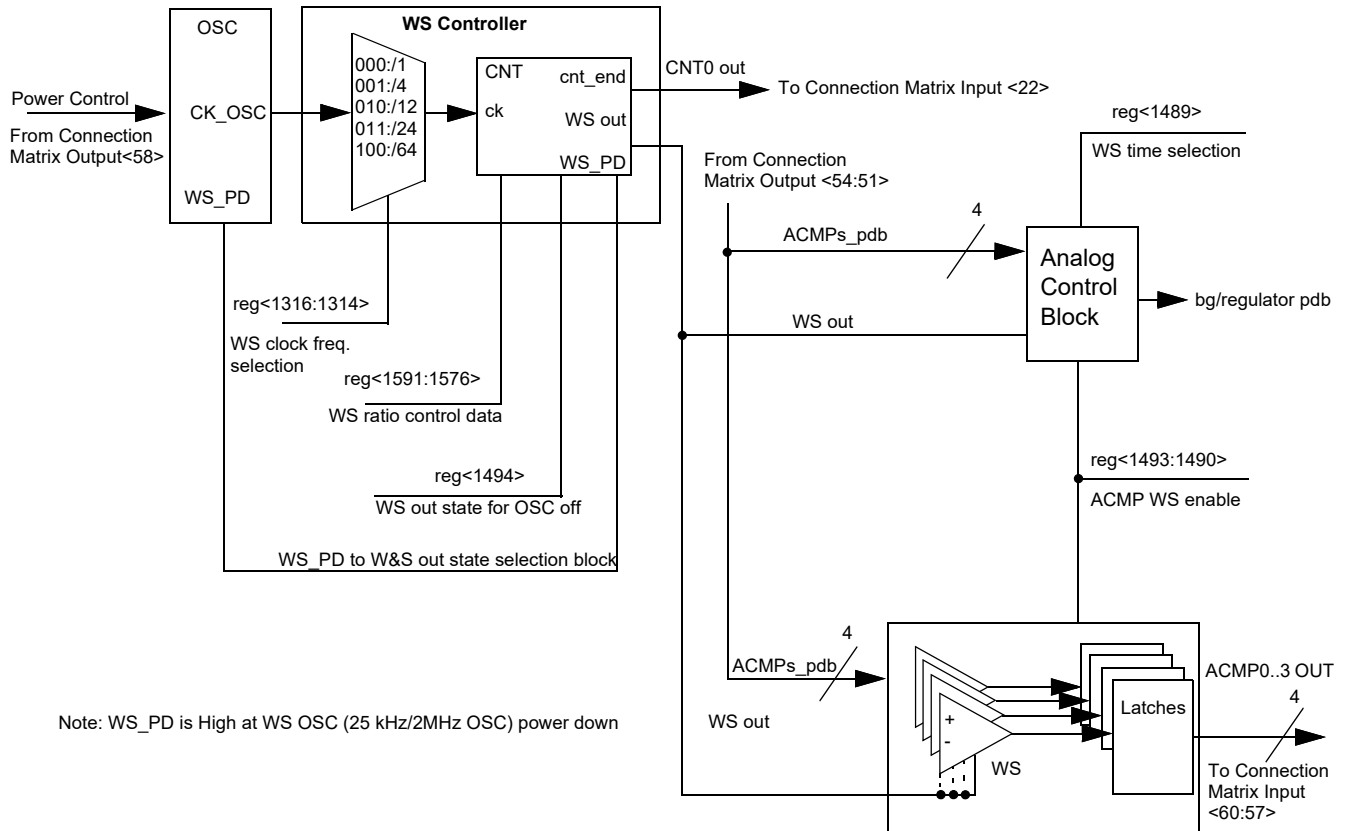 OSC
WS Controller
Power Control
From Connection
Matrix Output<58>
CK_OSC
WS_PD
000:/1
001:/4
010:/12
011:/24
100:/64
CNT
ck
cnt_end
WS out
WS_PD
CNT0 out
To Connection Matrix Input <22>
reg<1316:1314>
WS clock freq.
selection
reg<1591:1576>
WS ratio control data
reg<1494>
WS out state for OSC off
WS_PD to W&S out state selection block
From Connection
Matrix Output <54:51>
ACMPs_pdb
4
WS out
reg<1489>
WS time selection
Analog
Control
Block
bg/regulator pdb
reg<1493:1490>
ACMP WS enable
ACMPs_pdb
4
WS out
+
-
WS
Latches
ACMP0..3 OUT
4
To Connection
Matrix Input
<60:57>
Note: WS_PD is High at WS OSC (25 kHz/2MHz OSC) power down